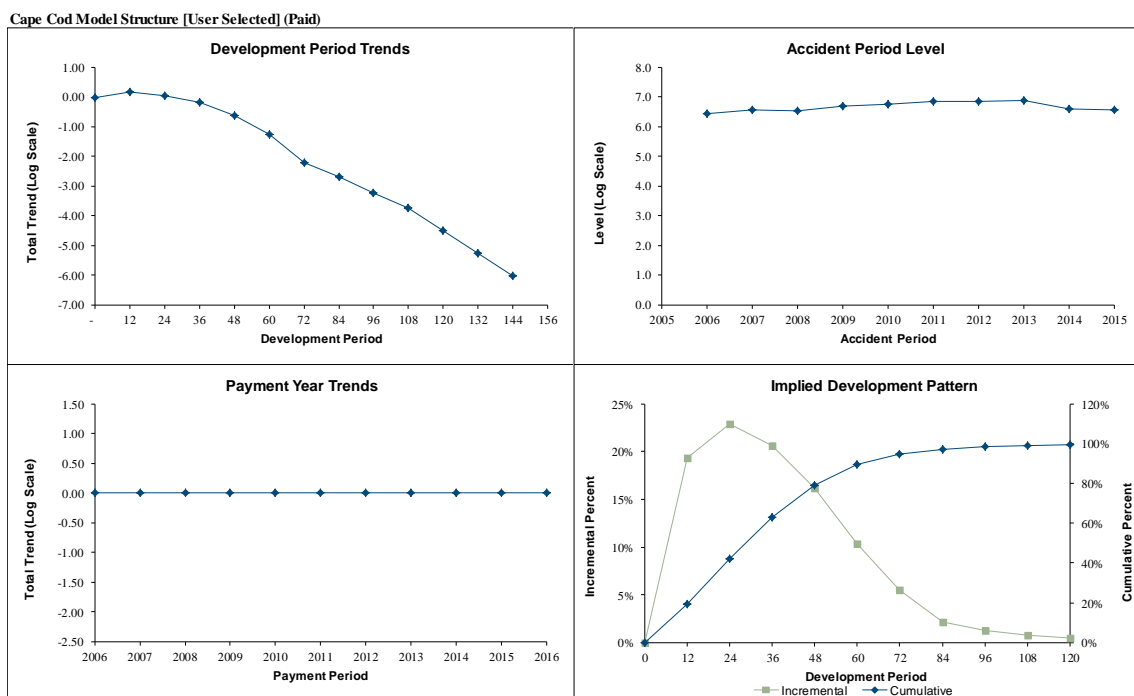 Cape Cod Model Structure [User Selected] (Paid)
Development Period Trends
Total Trend (Log Scale)
1.00
0.00
-1.00
-2.00
-3.00
-4.00
-5.00
-6.00
-7.00
- 12 24 36 48 60 72 84 96 108 120 132 144 156
Development Period
Accident Period Level
Level (Log Scale)
8.0
7.0
6.0
5.0
4.0
3.0
2.0
1.0
0.0
2005 2006 2007 2008 2009 2010 2011 2012 2013 2014 2015
Accident Period
Payment Year Trends
Total Trend (Log Scale)
1.50
1.00
0.50
0.00
-0.50
-1.00
-1.50
-2.00
-2.50
2006 2007 2008 2009 2010 2011 2012 2013 2014 2015 2016
Payment Period
Implied Development Pattern
Incremental Percent
25%
20%
15%
10%
5%
0%
120%
100%
80%
60%
40%
20%
0%
Cumulative Percent
0 12 24 36 48 60 72 84 96 108 120
Development Period
Incremental Cumulative